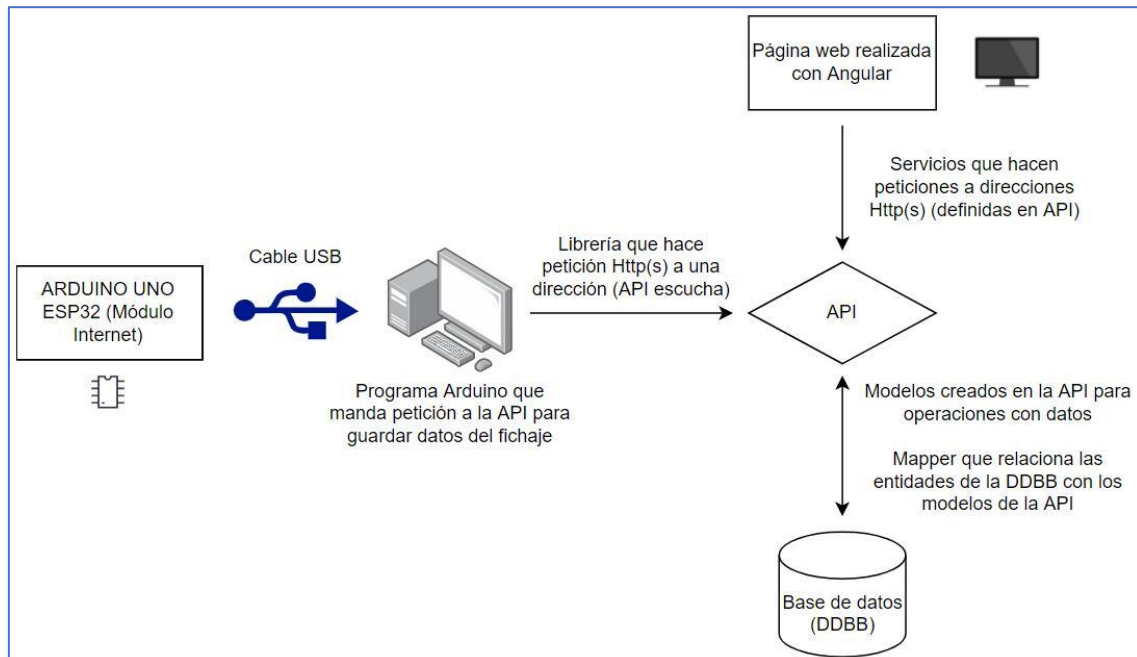 Página web realizada
con Angular
Servicios que hacen
peticiones a direcciones
Http(s) (definidas en API)
Cable USB
Librería que hace
petición Http(s) a una
dirección (API escucha)
ARDUINO UNO
ESP32 (Módulo
Internet)
API
Programa Arduino que
manda petición a la API para
guardar datos del fichaje
Modelos creados en la API para
operaciones con datos
Mapper que relaciona las
entidades de la DDBB con los
modelos de la API
Base de datos
(DDBB)